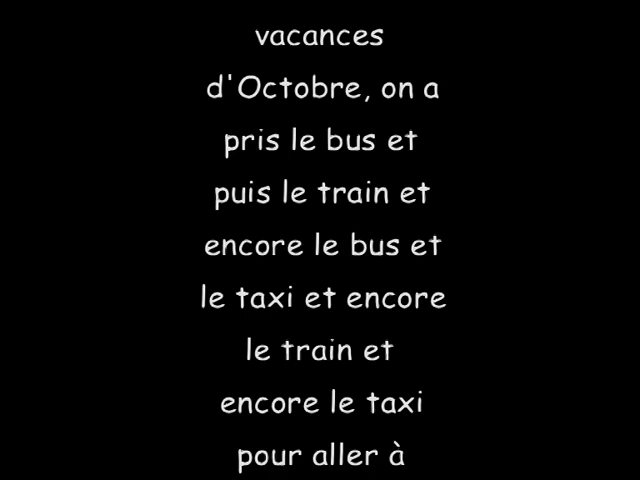 vacances
d'Octobre, on a
pris le bus et
puis le train et
encore le bus et
le taxi et encore
le train et
encore le taxi
pour aller à